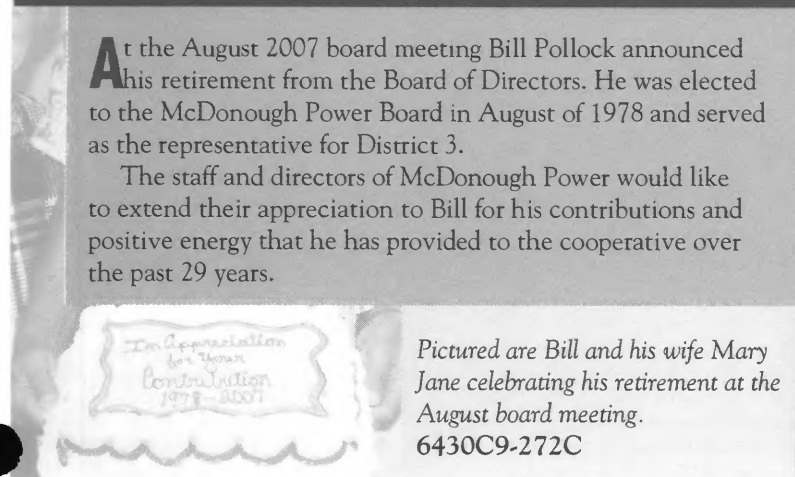 At the August 2007 board meeting Bill Pollock announced
his retirement from the Board of Directors. He was elected
to the McDonough Power Board in August of 1978 and served
as the representative for District 3.
The staff and directors of McDonough Power would like
to extend their appreciation to Bill for his contributions and
positive energy that he has provided to the cooperative over
the past 29 years.
In Appreciation
for Your
Contribution
1978-2007
Pictured are Bill and his wife Mary
Jane celebrating his retirement at the
August board meeting.
6430C9-272C